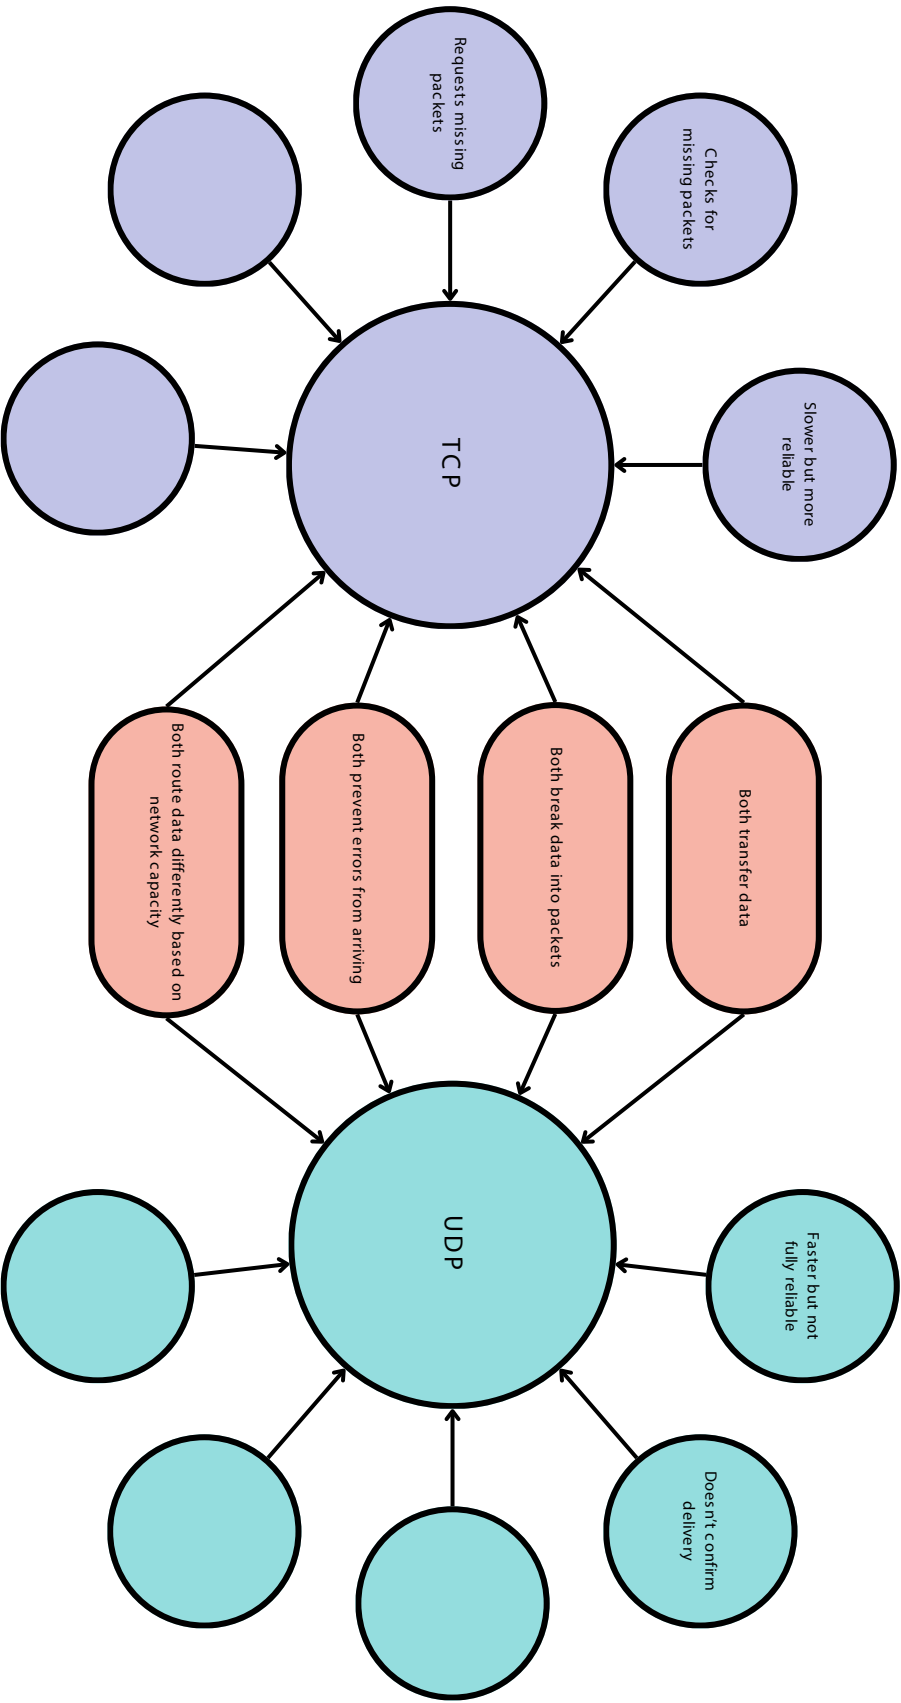 Slower but more
reliable
Faster but not
fully reliable
Both transfer data
Checks for
missing packets
Doesn't confirm
delivery
Both break data into packets
Requests missing
packets
TCP
UDP
Both prevent errors from arriving
Both route data differently based on
network capacity